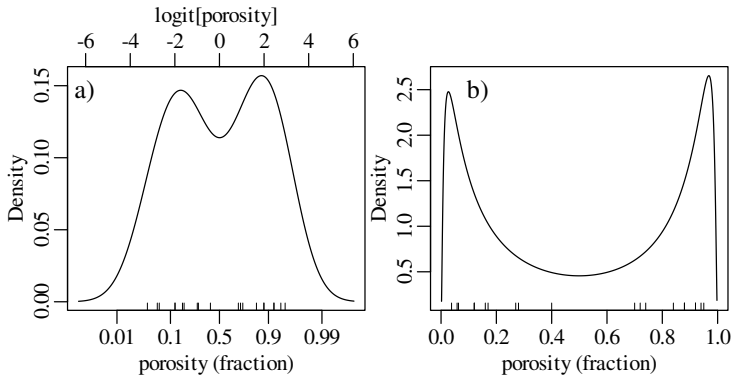 logit[porosity]
-6 -4 -2 0 2 4 6
a)
Density
0.00 0.05 0.10 0.15
0.01 0.1 0.5 0.9 0.99
porosity (fraction)
b)
Density
0.5 1.0 1.5 2.0 2.5
0.0 0.2 0.4 0.6 0.8 1.0
porosity (fraction)